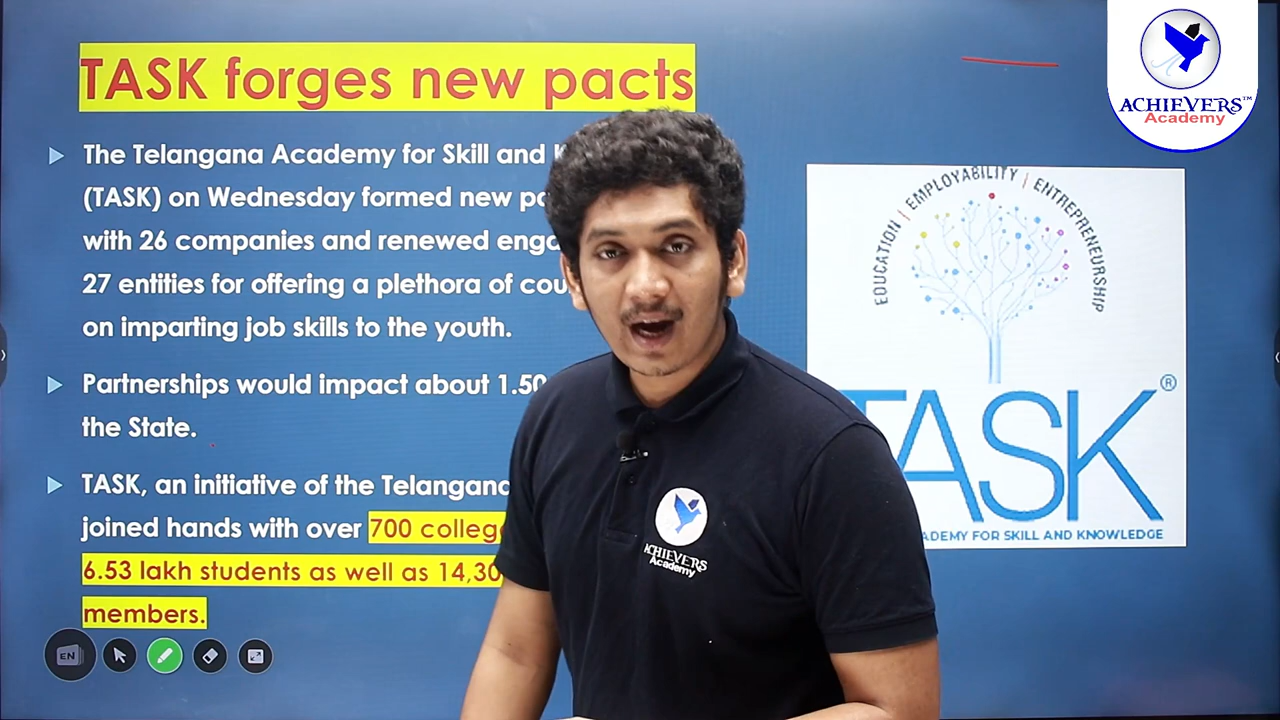 TASK forges new pacts
The Telangana Academy for Skill and
(TASK) on Wednesday formed new
with 26 companies and renewed
27 entities for offering a plethora of
on imparting job skills to the youth.
Partnerships would impact about 1.50
the State.
TASK, an initiative of the Telangana
joined hands with over 700
6.53 lakh students as well as
members.
EN
EDUCATION | EMPLOYABILITY | ENTREPRENEURSHIP
TASK®
FOR SKILL AND KNOWLEDGE
ACHIEVERS™
Academy
ACHIEVERS
Academy